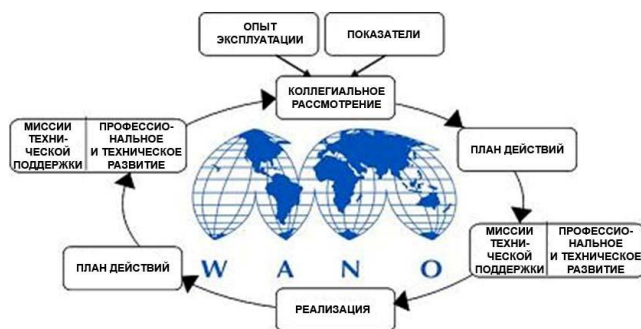 ОПЫТ
ЭКСПЛУАТАЦИИ
ПОКАЗАТЕЛИ
КОЛЛЕГИАЛЬНОЕ
РАССМОТРЕНИЕ
МИССИИ
ТЕХНИ-
ЧЕСКОЙ
ПОДДЕРЖКИ
ПРОФЕССИО-
НАЛЬНОЕ
И ТЕХНИЧЕСКОЕ
РАЗВИТИЕ
ПЛАН ДЕЙСТВИЙ
МИССИИ
ТЕХНИ-
ЧЕСКОЙ
ПОДДЕРЖКИ
ПРОФЕССИО-
НАЛЬНОЕ
И ТЕХНИЧЕСКОЕ
РАЗВИТИЕ
ПЛАН ДЕЙСТВИЙ
W A N O
РЕАЛИЗАЦИЯ